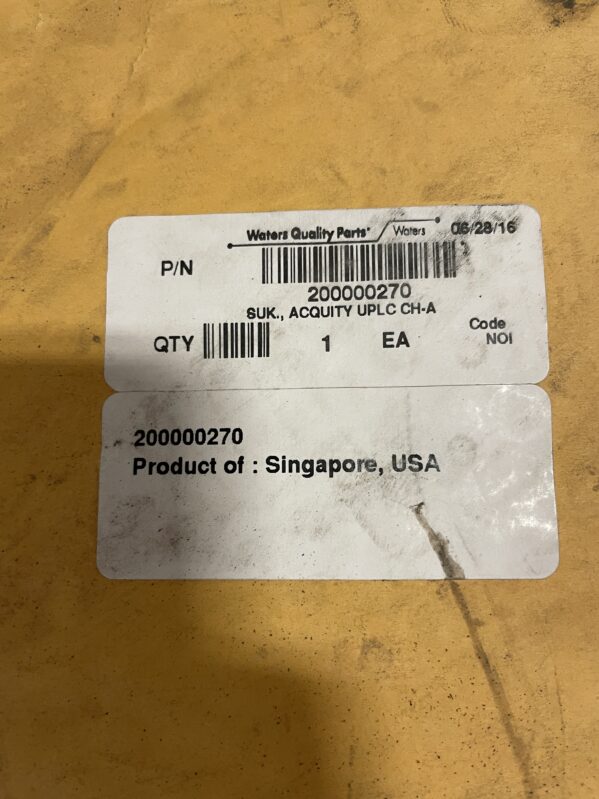 Waters Quality Parts® Waters 06/28/16
P/N
200000270
SUK., ACQUITY UPLC CH-A
QTY 1 EA
Code
NOI
200000270
Product of : Singapore, USA